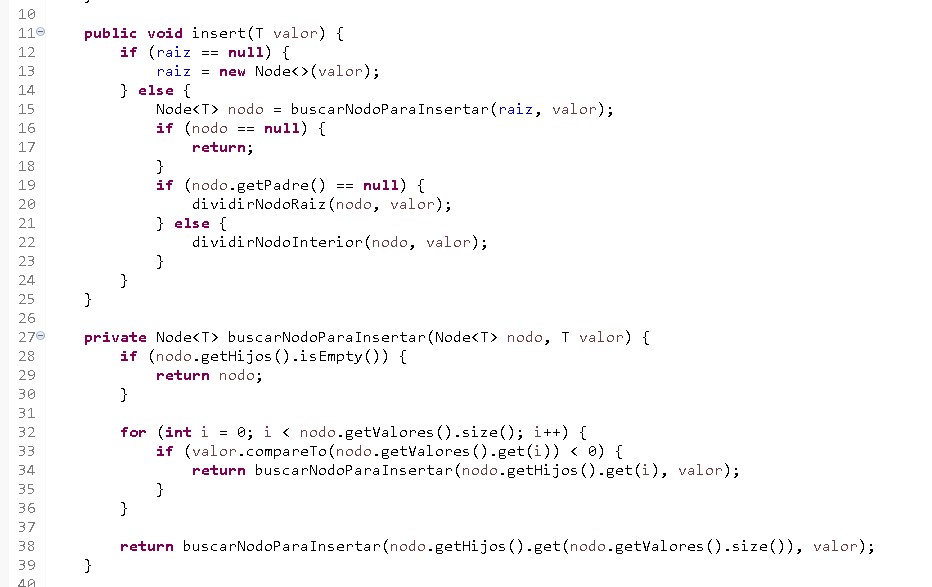 10
11    public void insert(T valor) {
12        if (raiz == null) {
13            raiz = new Node<>(valor);
14        } else {
15            Node<T> nodo = buscarNodoParaInsertar(raiz, valor);
16            if (nodo == null) {
17                return;
18            }
19            if (nodo.getPadre() == null) {
20                dividirNodoRaiz(nodo, valor);
21            } else {
22                dividirNodoInterior(nodo, valor);
23            }
24        }
25    }
26
27    private Node<T> buscarNodoParaInsertar(Node<T> nodo, T valor) {
28        if (nodo.getHijos().isEmpty()) {
29            return nodo;
30        }
31
32        for (int i = 0; i < nodo.getValores().size(); i++) {
33            if (valor.compareTo(nodo.getValores().get(i)) < 0) {
34                return buscarNodoParaInsertar(nodo.getHijos().get(i), valor);
35            }
36        }
37
38        return buscarNodoParaInsertar(nodo.getHijos().get(nodo.getValores().size()), valor);
39    }
40